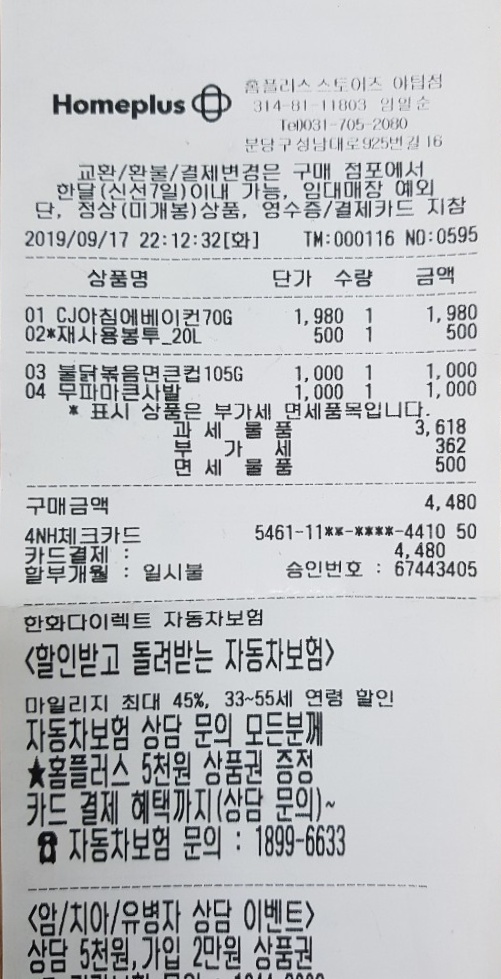 Homeplus
홈플러스 스토어즈 야탑점
314-81-11803 임일순
Tel)031-705-2080
분당구성남대로925번길 16
교환/환불/결제변경은 구매 점포에서
한달(신선7일)이내 가능, 임대매장 예외
단, 정상(미개봉)상품, 영수증/결제카드 지참
2019/09/17 22:12:32[화] TM:000116 NO:0595
상품명 단가 수량 금액
01 CJ아침에베이컨70G 1,980 1 1,980
02*재사용봉투_20L 500 1 500
03 불닭볶음면큰컵105G 1,000 1 1,000
04 무파마큰사발 1,000 1 1,000
* 표시 상품은 부가세 면세품목입니다.
과 세 물 품 3,618
부 가 세 362
면 세 물 품 500
구매금액 4,480
4NH체크카드 5461-11**-****-4410 50
카드결제 : 4,480
할부개월 : 일시불 승인번호 : 67443405
한화다이렉트 자동차보험
<할인받고 돌려받는 자동차보험>
마일리지 최대 45%, 33~55세 연령 할인
자동차보험 상담 문의 모든분께
★홈플러스 5천원 상품권 증정
카드 결제 혜택까지(상담 문의)~
☎ 자동차보험 문의 : 1899-6633
<암/치아/유병자 상담 이벤트>
상담 5천원,가입 2만원 상품권